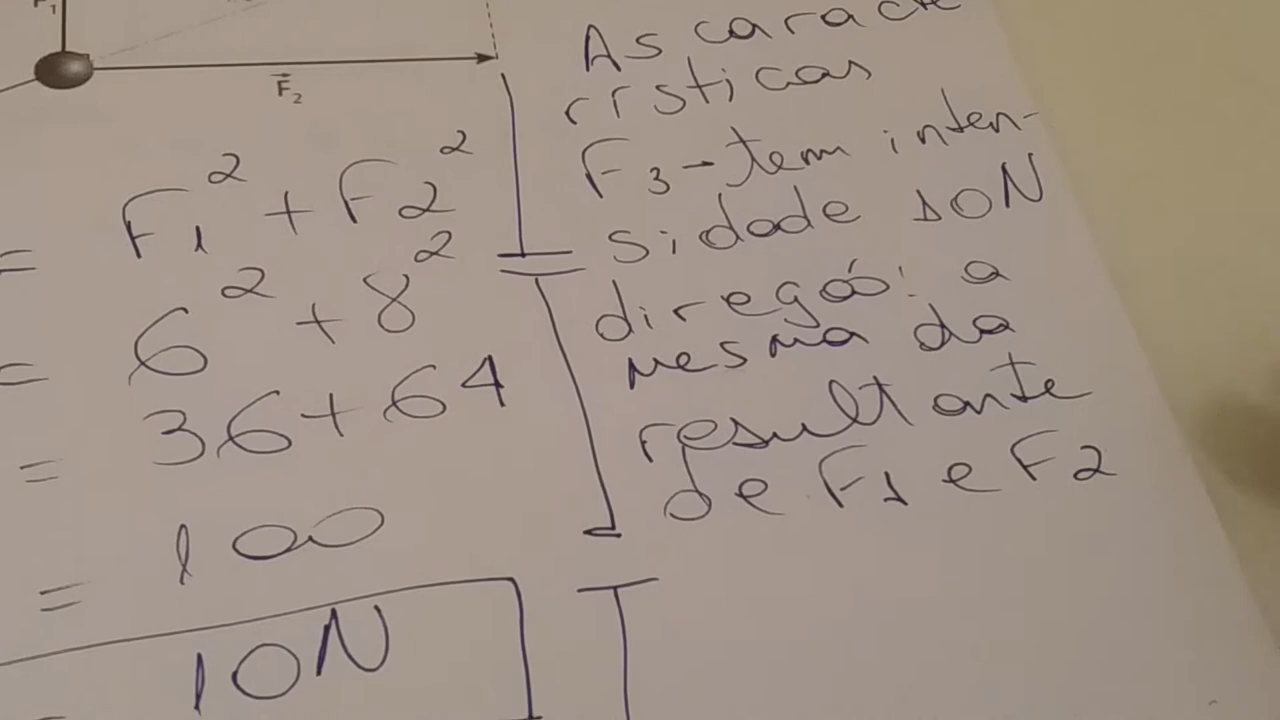 F₁
F₂
= F₁² + F₂²
= 6² + 8²
= 36 + 64
= 100
= 10N
As caracte
rísticas
F₃ - tem inten-
sidade 10N
direção: a
mesma da
resultante
de F1 e F2